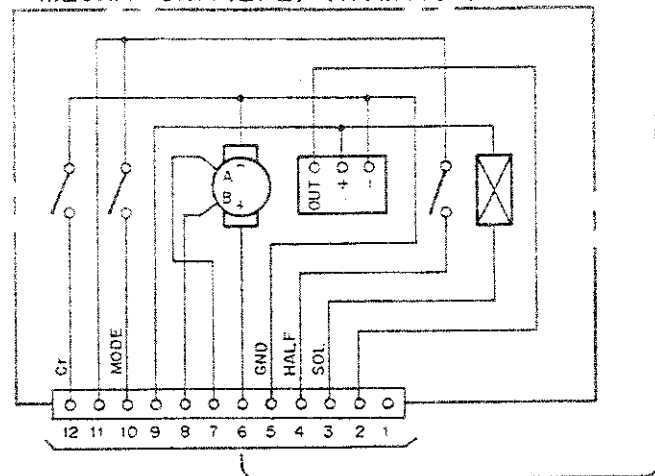 A -
B +
OUT + -
Cr
MODE
GND
HALF
SOL
12 11 10 9 8 7 6 5 4 3 2 1